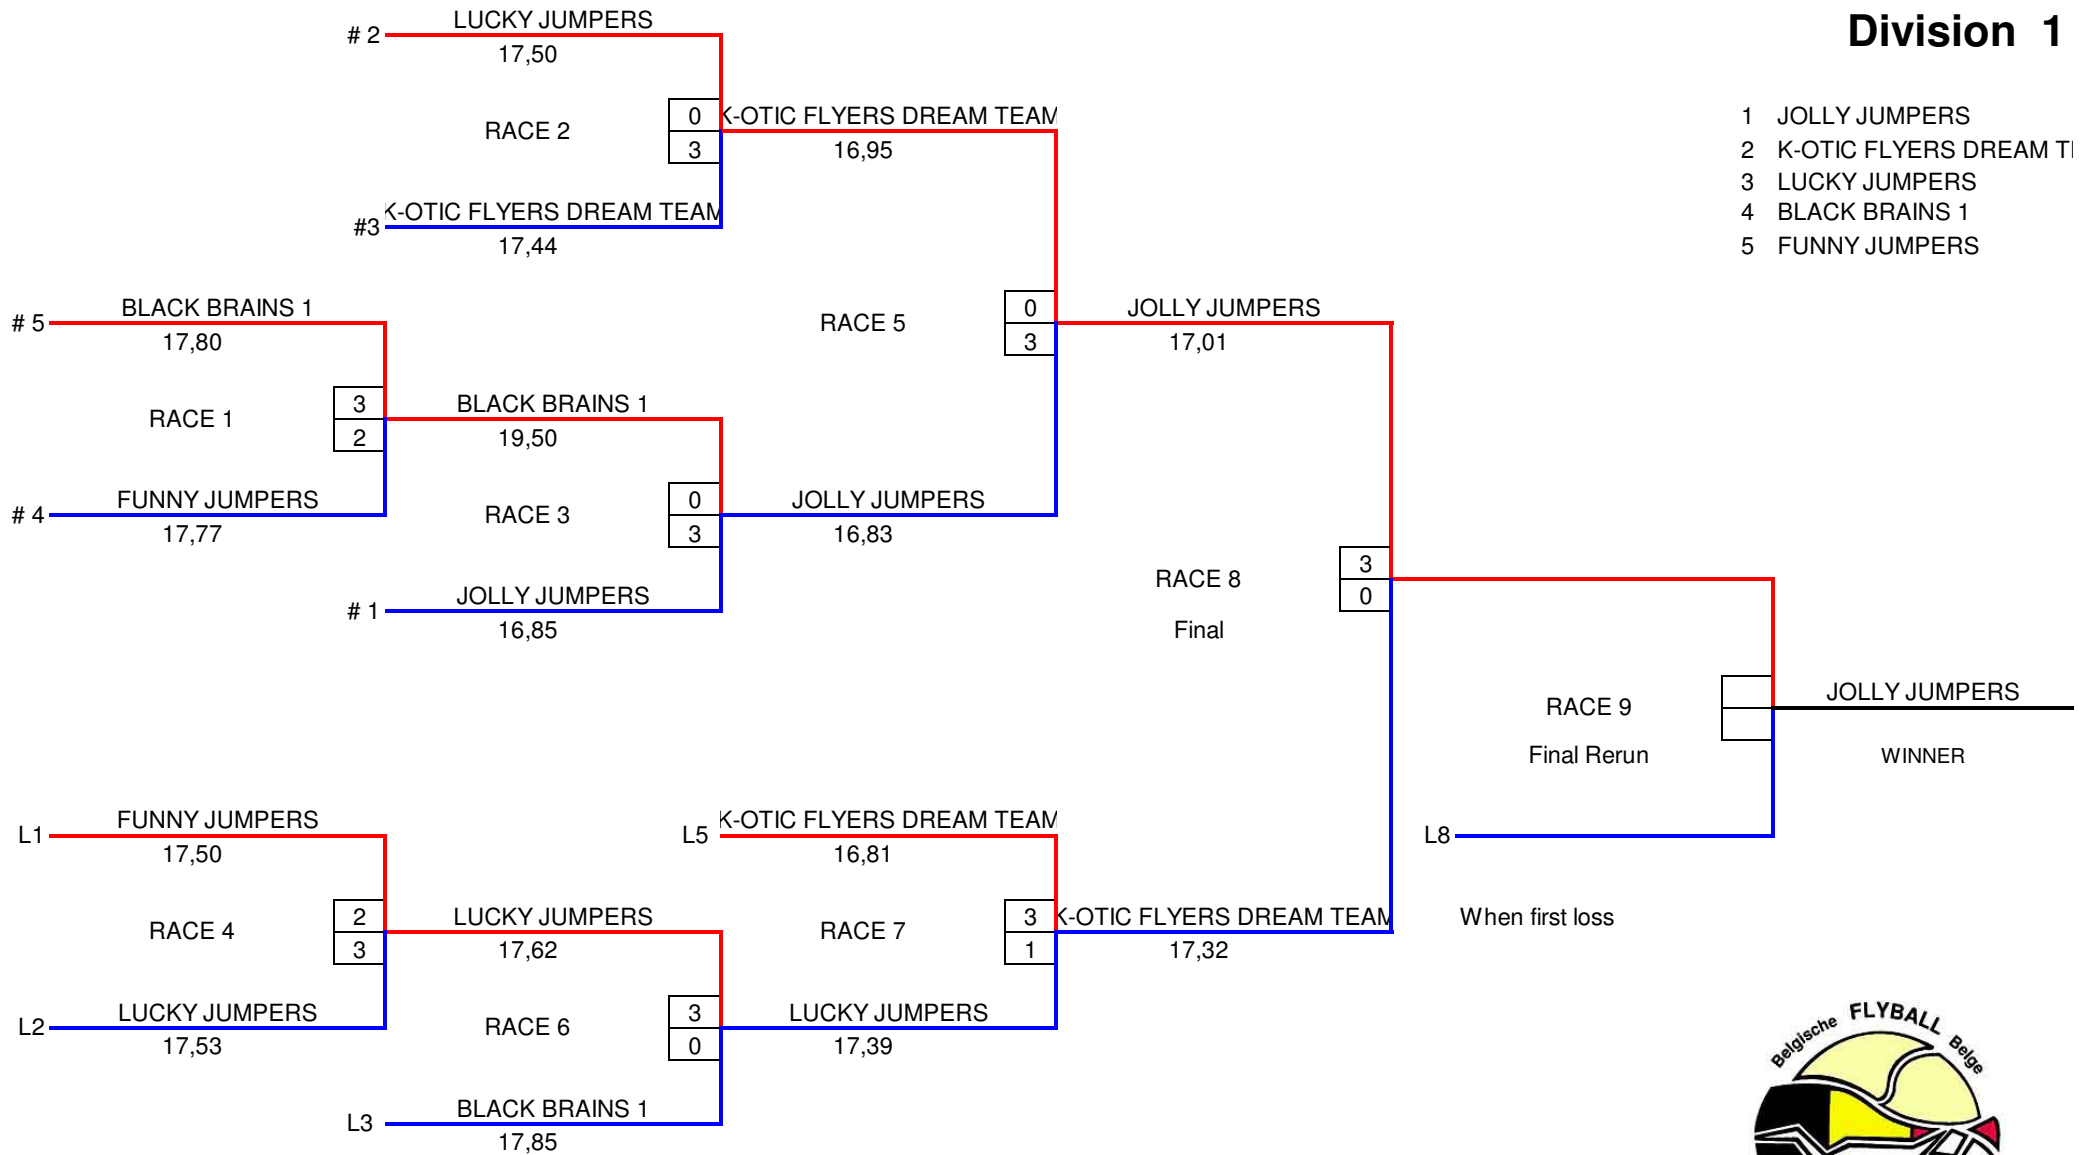 Division 1
1 JOLLY JUMPERS
2 K-OTIC FLYERS DREAM
3 LUCKY JUMPERS
4 BLACK BRAINS 1
5 FUNNY JUMPERS
# 2 LUCKY JUMPERS
17,50
RACE 2
0
3
#3 K-OTIC FLYERS DREAM TEAM
17,44
K-OTIC FLYERS DREAM TEAM
16,95
# 5 BLACK BRAINS 1
17,80
RACE 1
3
2
# 4 FUNNY JUMPERS
17,77
BLACK BRAINS 1
19,50
RACE 3
0
3
# 1 JOLLY JUMPERS
16,85
RACE 5
0
3
JOLLY JUMPERS
16,83
JOLLY JUMPERS
17,01
RACE 8
3
0
Final
RACE 9
Final Rerun
JOLLY JUMPERS
WINNER
L8
When first loss
L1 FUNNY JUMPERS
17,50
RACE 4
2
3
L2 LUCKY JUMPERS
17,53
LUCKY JUMPERS
17,62
RACE 6
3
0
L3 BLACK BRAINS 1
17,85
L5 K-OTIC FLYERS DREAM TEAM
16,81
RACE 7
3
1
LUCKY JUMPERS
17,39
K-OTIC FLYERS DREAM TEAM
17,32
Belgische FLYBALL Belge